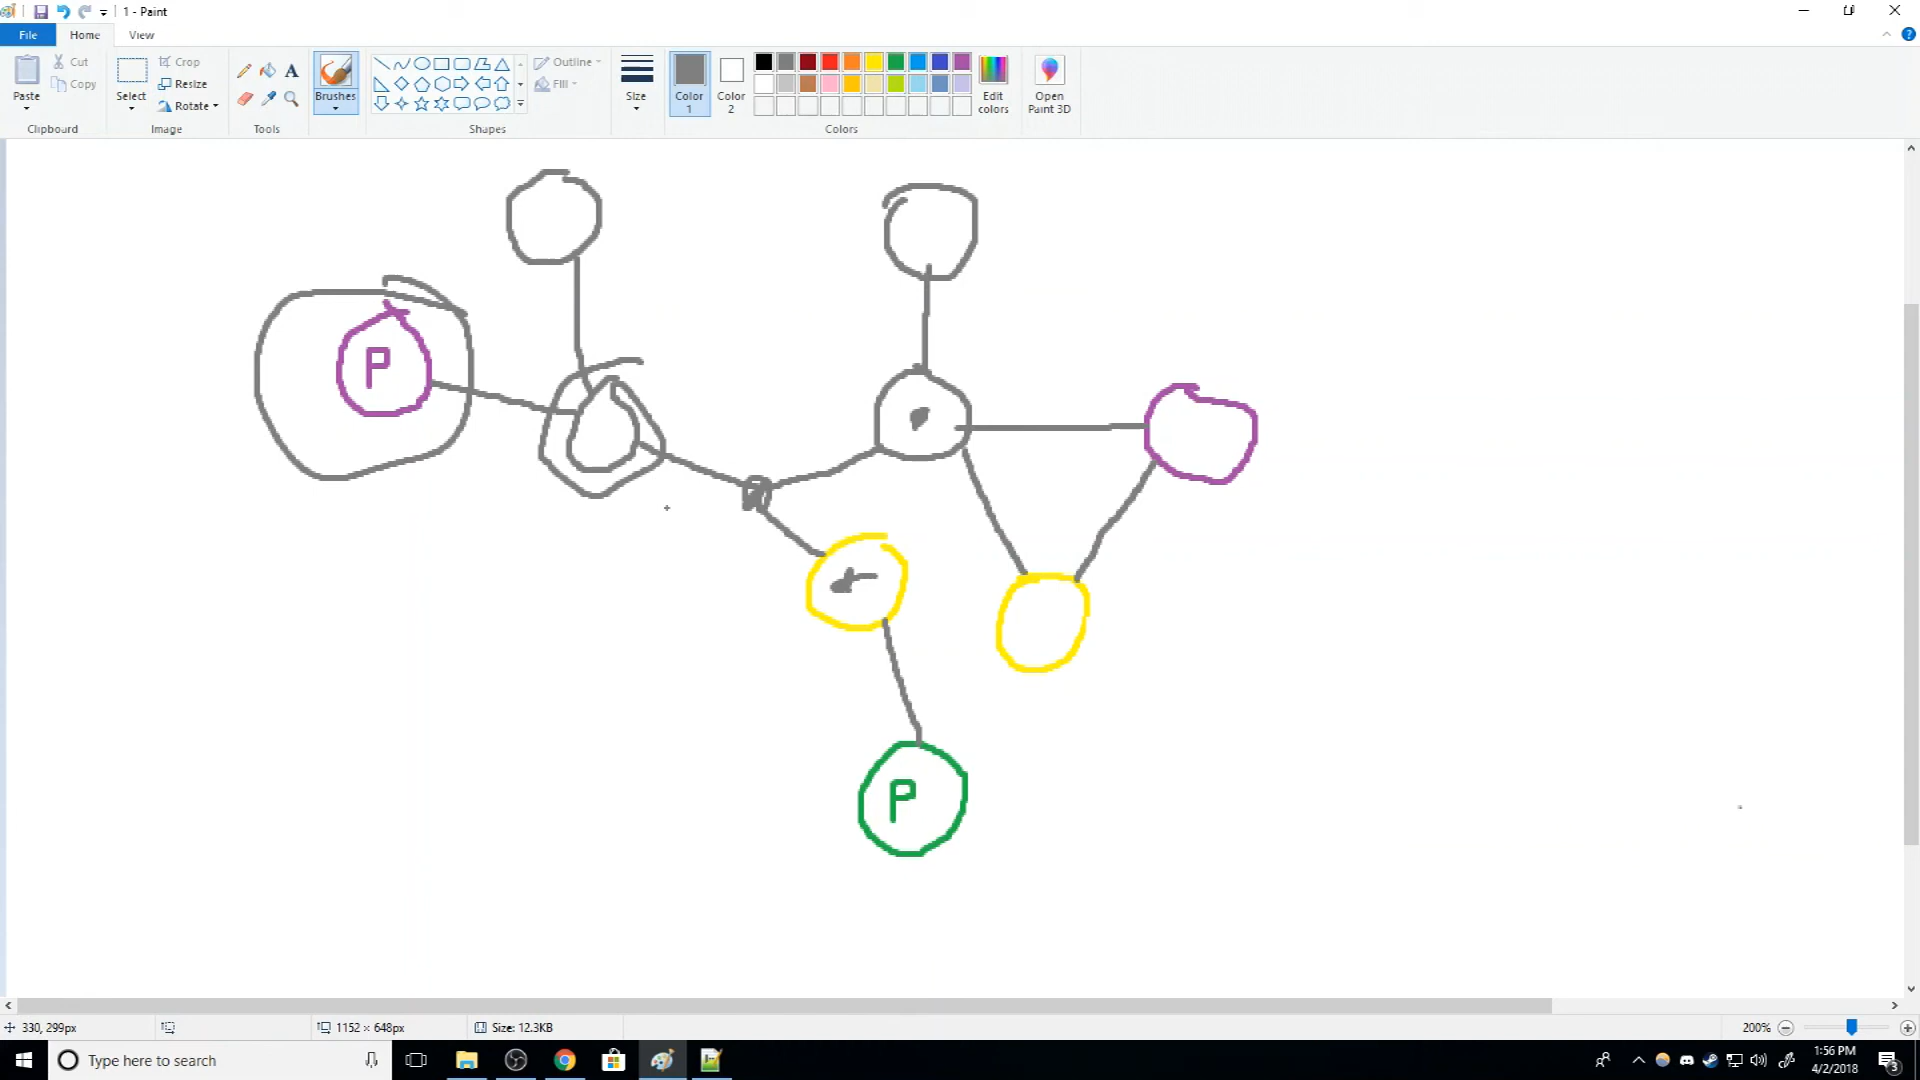 1 - Paint
File Home View
Paste
Cut
Copy
Clipboard
Select
Crop
Resize
Rotate
Image
A
Tools
Brushes
Outline
Fill
Shapes
Size
Color
1
Color
2
Edit
colors
Colors
Open
Paint 3D
P
P
330, 299px
1152 × 648px
Size: 12.3KB
200%
Type here to search
1:56 PM
4/2/2018
3